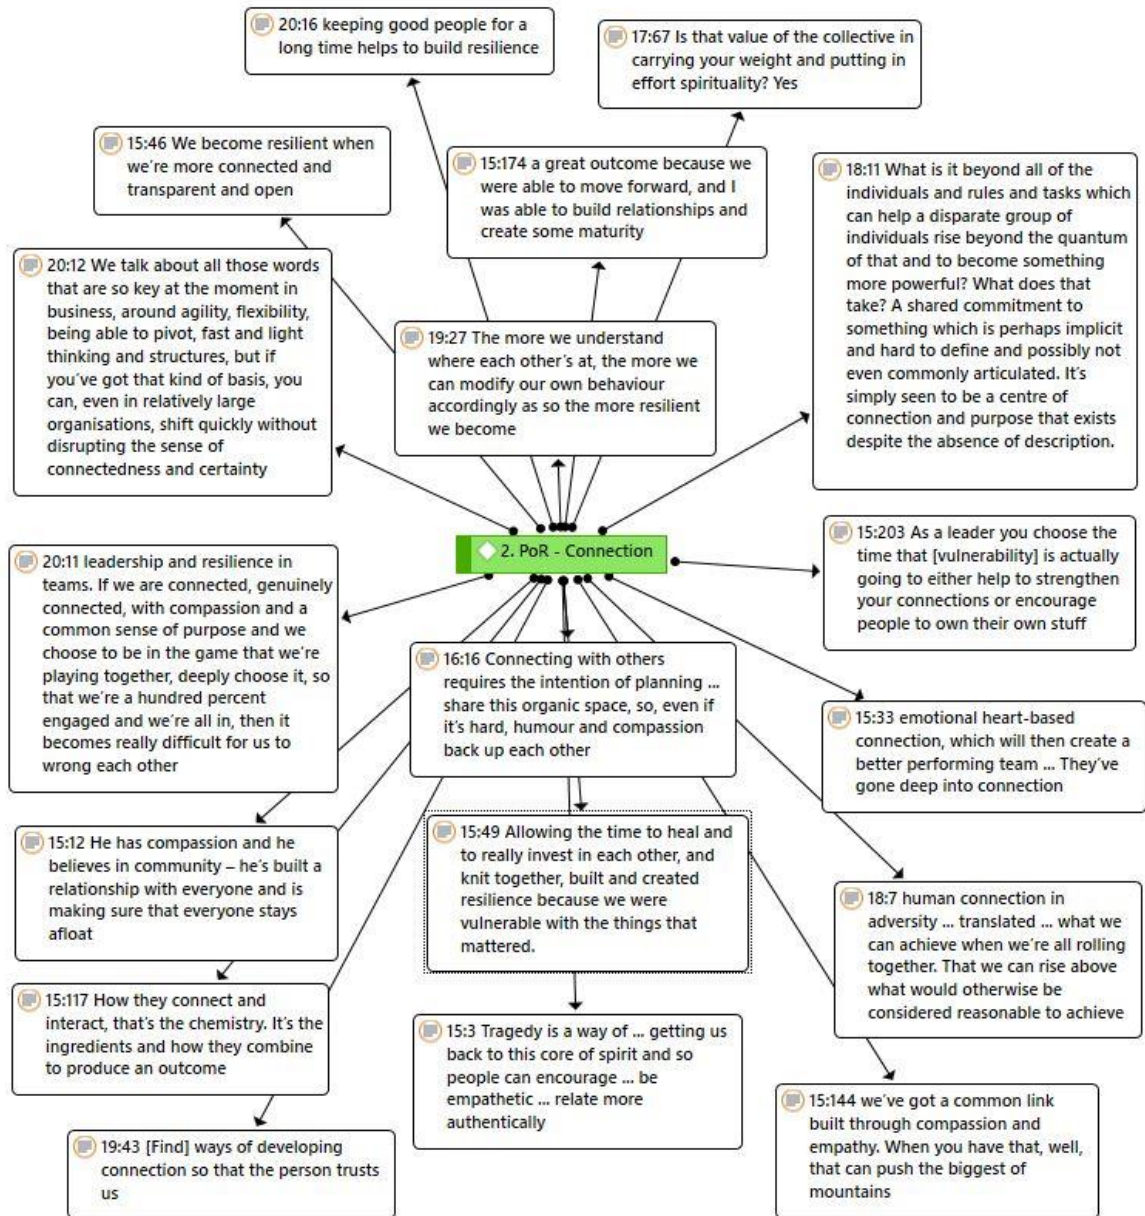 20:16 keeping good people for a
long time helps to build resilience
17:67 Is that value of the collective in
carrying your weight and putting in
effort spirituality? Yes
15:46 We become resilient when
we're more connected and
transparent and open
15:174 a great outcome because we
were able to move forward, and I
was able to build relationships and
create some maturity
18:11 What is it beyond all of the
individuals and rules and tasks which
can help a disparate group of
individuals rise beyond the quantum
of that and to become something
more powerful? What does that
take? A shared commitment to
something which is perhaps implicit
and hard to define and possibly not
even commonly articulated. It's
simply seen to be a centre of
connection and purpose that exists
despite the absence of description.
20:12 We talk about all those words
that are so key at the moment in
business, around agility, flexibility,
being able to pivot, fast and light
thinking and structures, but if
you've got that kind of basis, you
can, even in relatively large
organisations, shift quickly without
disrupting the sense of
connectedness and certainty
19:27 The more we understand
where each other's at, the more we
can modify our own behaviour
accordingly as so the more resilient
we become
2. PoR - Connection
15:203 As a leader you choose the
time that [vulnerability] is actually
going to either help to strengthen
your connections or encourage
people to own their own stuff
20:11 leadership and resilience in
teams. If we are connected, genuinely
connected, with compassion and a
common sense of purpose and we
choose to be in the game that we're
playing together, deeply choose it, so
that we're a hundred percent
engaged and we're all in, then it
becomes really difficult for us to
wrong each other
16:16 Connecting with others
requires the intention of planning ...
share this organic space, so, even if
it's hard, humour and compassion
back up each other
15:33 emotional heart-based
connection, which will then create a
better performing team ... They've
gone deep into connection
15:12 He has compassion and he
believes in community – he's built a
relationship with everyone and is
making sure that everyone stays
afloat
15:49 Allowing the time to heal and
to really invest in each other, and
knit together, built and created
resilience because we were
vulnerable with the things that
mattered.
18:7 human connection in
adversity ... translated ... what we
can achieve when we're all rolling
together. That we can rise above
what would otherwise be
considered reasonable to achieve
15:117 How they connect and
interact, that's the chemistry. It's the
ingredients and how they combine
to produce an outcome
15:3 Tragedy is a way of ... getting us
back to this core of spirit and so
people can encourage ... be
empathetic ... relate more
authentically
15:144 we've got a common link
built through compassion and
empathy. When you have that, well,
that can push the biggest of
mountains
19:43 [Find] ways of developing
connection so that the person trusts
us